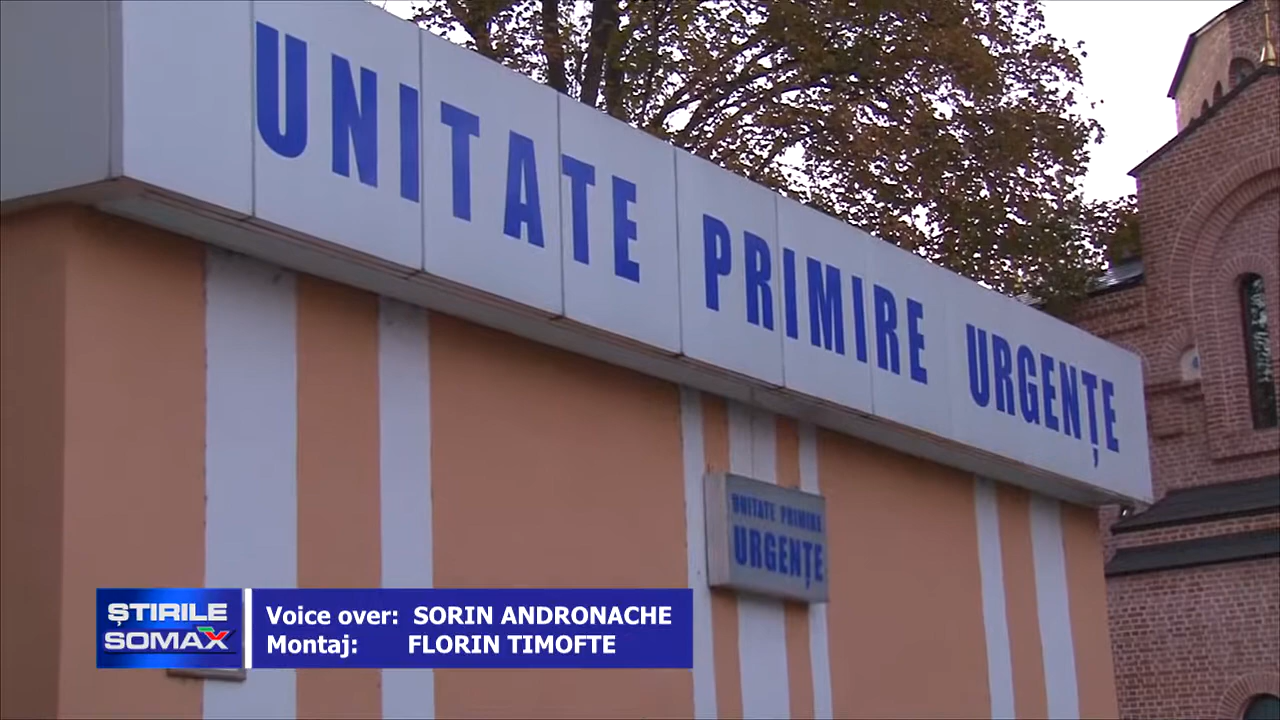 UNITATE PRIMIRE URGENȚE
UNITATE PRIMIRE
URGENȚE
ȘTIRILE
SOMAX
Voice over: SORIN ANDRONACHE
Montaj: FLORIN TIMOFTE